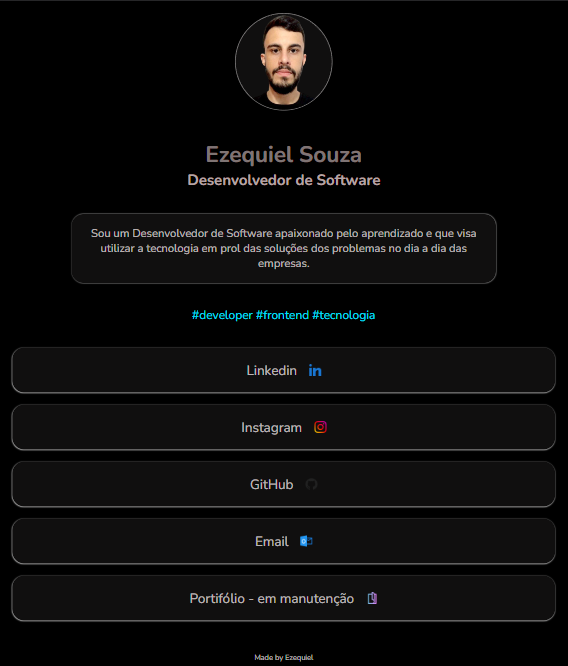 Ezequiel Souza
Desenvolvedor de Software
Sou um Desenvolvedor de Software apaixonado pelo aprendizado e que visa
utilizar a tecnologia em prol das soluções dos problemas no dia a dia das
empresas.
#developer #frontend #tecnologia
Linkedin
Instagram
GitHub
Email
Portifólio - em manutenção
Made by Ezequiel